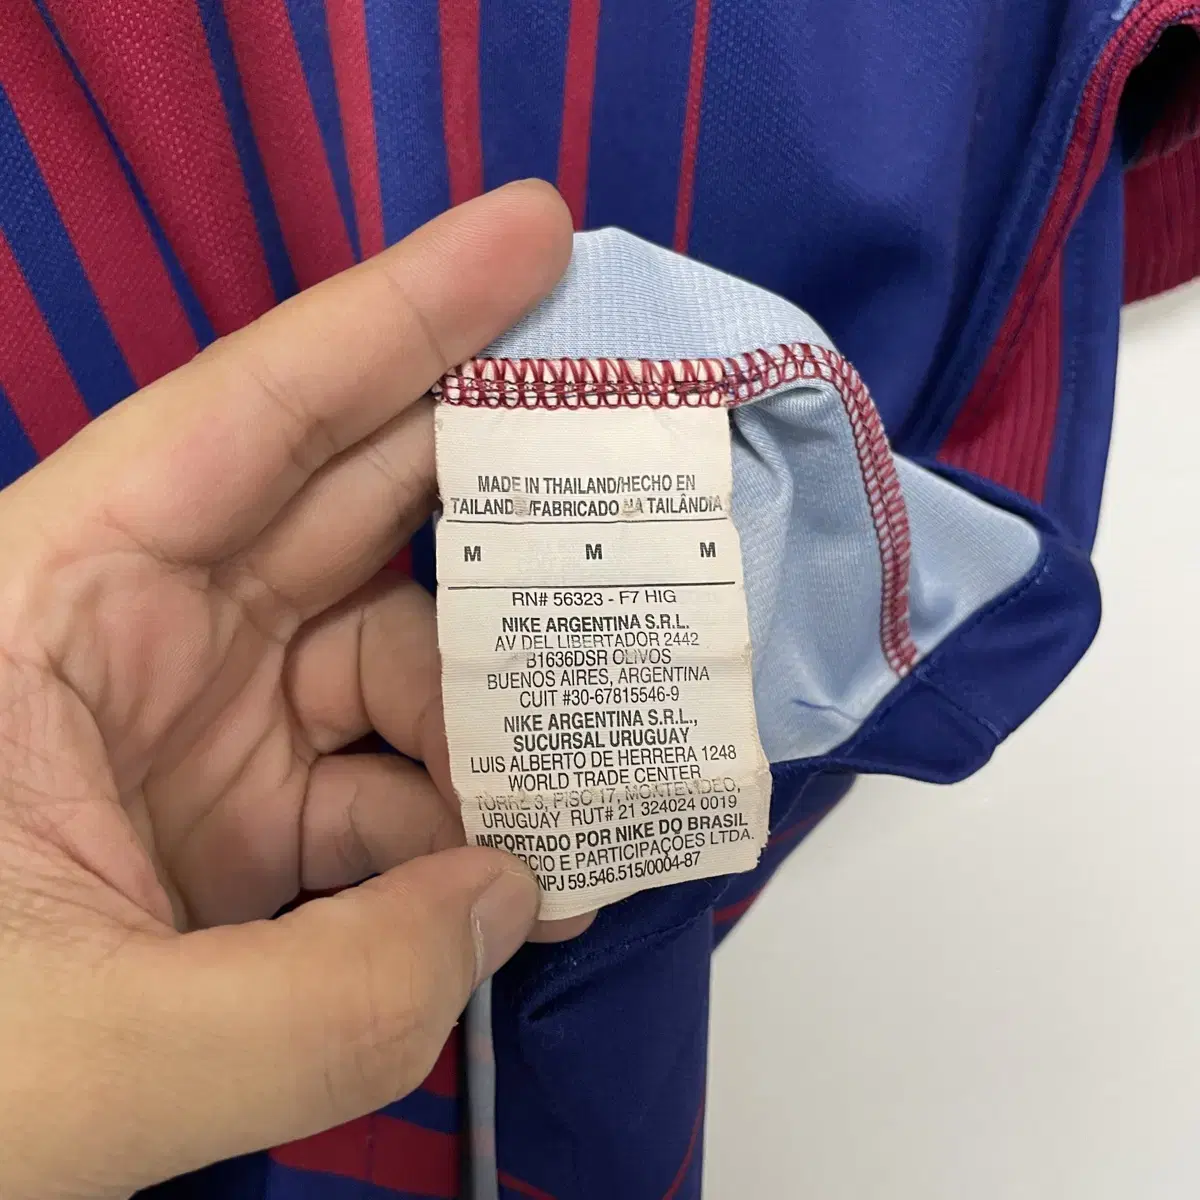 MADE IN THAILAND/HECHO EN
/FABRICADO TAILÂNDIA
M M M
RN# 56323 - F7 HIG
NIKE ARGENTINA S.R.L.
AV DEL LIBERTADOR 2442
B1636DSR OLIVOS
BUENOS AIRES, ARGENTINA
CUIT #30-67815546-9
NIKE ARGENTINA S.R.L.,
SUCURSAL URUGUAY
LUIS ALBERTO DE HERRERA 1248
WORLD TRADE CENTER
TORRE 3, PISO 17, MONTEVIDEO,
URUGUAY RUT# 21 324024 0019
IMPORTADO POR NIKE DO BRASIL
E PARTICIPAÇÕES LTDA.
59.546.515/0004-87